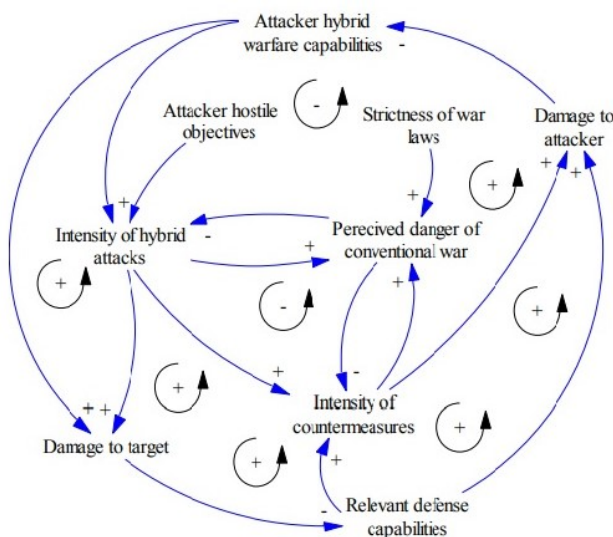 Attacker hybrid
warfare capabilities
-
Attacker hostile
objectives
-
Strictness of war
laws
Damage to
attacker
+
+ +
+
+
Intensity of hybrid
attacks
-
+
Percived danger of
conventional war
+
+
-
+
+
+
-
Intensity of
countermeasures
+
+
+ +
Damage to target
+
+
-
Relevant defense
capabilities